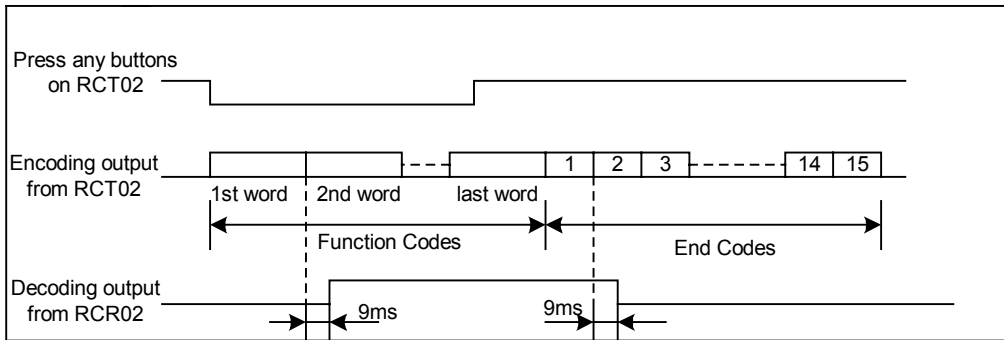 Press any buttons
on RCT02
Encoding output
from RCT02
1 2 3 14 15
1st word 2nd word last word
Function Codes End Codes
Decoding output
from RCR02
9ms 9ms